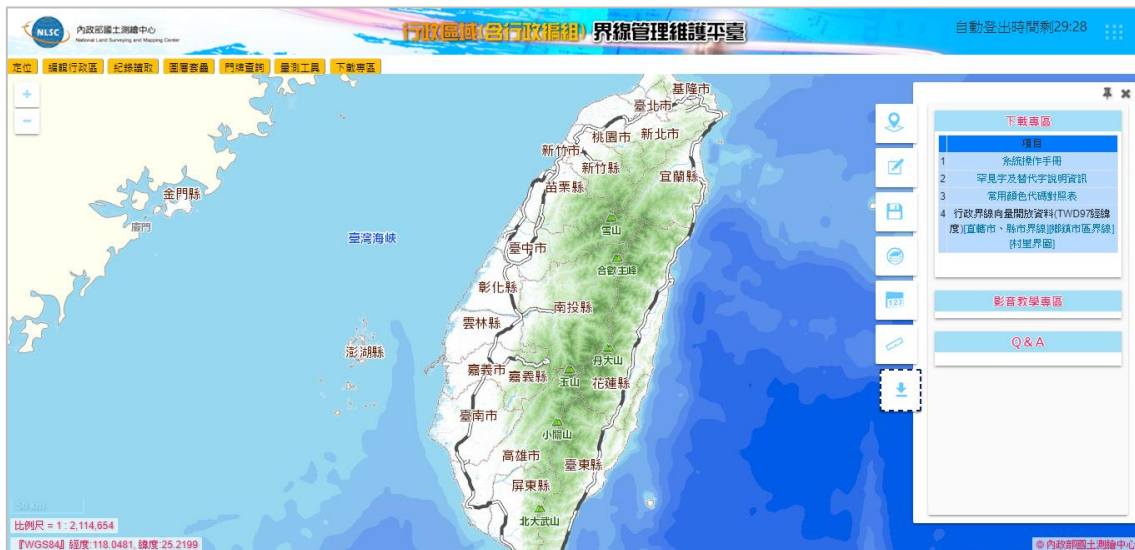 NLSC 內政部國土測繪中心
National Land Surveying and Mapping Center
行政區域(含行政編組)界線管理維護平臺
自動登出時間剩29:28
定位 編輯行政區 紀錄讀取 圖層套疊 門牌查詢 量測工具 下載專區
+
−
基隆市
臺北市
桃園市 新北市
新竹市
新竹縣
宜蘭縣
苗栗縣
金門縣
廈門
雪山
臺灣海峽
臺中市
合歡主峰
彰化縣
南投縣
雲林縣
澎湖縣
丹大山
嘉義市 嘉義縣
玉山
花蓮縣
臺南市
小關山
高雄市
臺東縣
屏東縣
北大武山
123
下載專區
項目
1 系統操作手冊
2 罕見字及替代字說明資訊
3 常用顏色代碼對照表
4 行政界線向量開放資料(TWD97經緯
度)[直轄市、縣市界線][鄉鎮市區界線]
[村里界圖]
影音教學專區
Q&A
50 km
比例尺 = 1 : 2,114,654
『WGS84』 經度:118.0481, 緯度:25.2199
© 內政部國土測繪中心